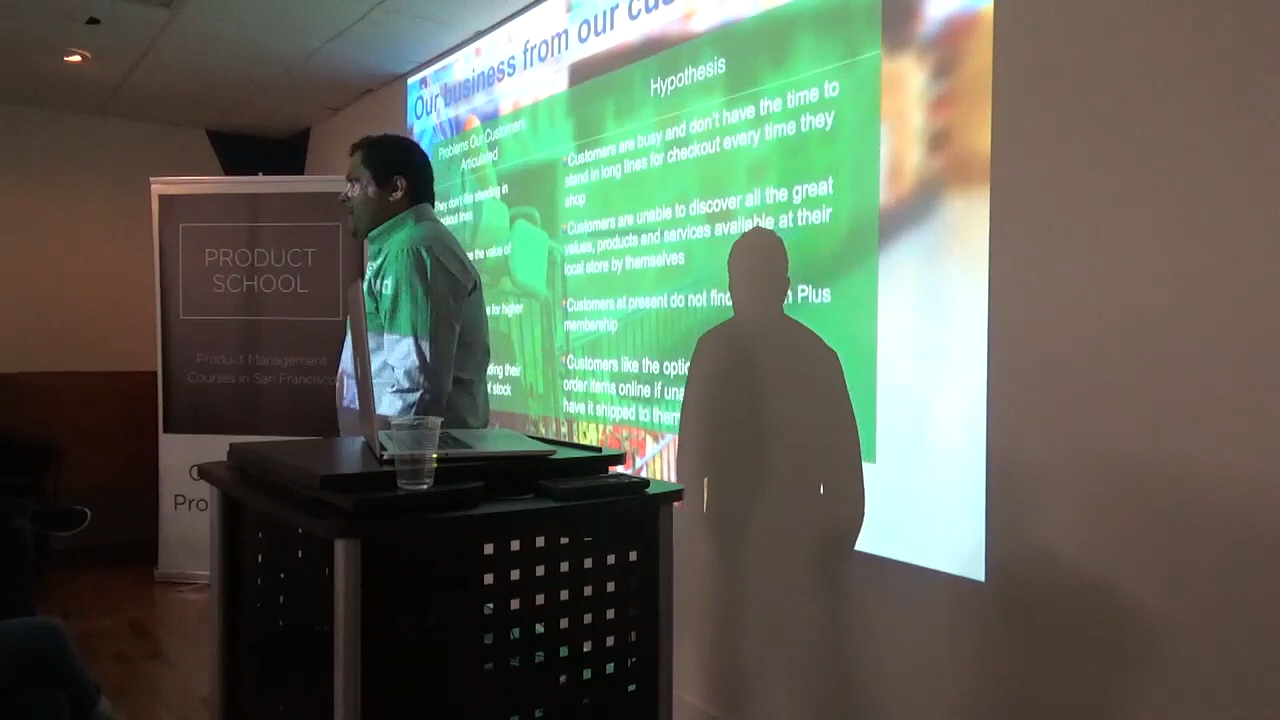 Our business from our
Hypothesis
Problems Our Customers
Articulated
They don't like standing in
lines
the value of
for higher
their
of stock
•Customers are busy and don't have the time to
stand in long lines for checkout every time they
shop
•Customers are unable to discover all the great
values, products and services available at their
local store by themselves
•Customers at present do not find
Plus
membership
•Customers like the
order items online if
have it shipped to them
PRODUCT
SCHOOL
Product Management
Courses in San Francisco
Pro